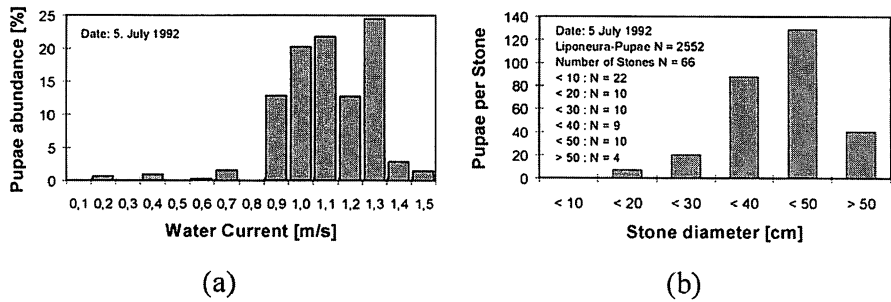 Pupae abundance [%]
25
20
15
10
5
0
Date: 5. July 1992
0,1 0,2 0,3 0,4 0,5 0,6 0,7 0,8 0,9 1,0 1,1 1,2 1,3 1,4 1,5
Water Current [m/s]
(a)
Pupae per Stone
140
120
100
80
60
40
20
0
Date: 5 July 1992
Liponeura-Pupae N = 2552
Number of Stones N = 66
< 10 : N = 22
< 20 : N = 10
< 30 : N = 10
< 40 : N = 9
< 50 : N = 10
> 50 : N = 4
< 10 < 20 < 30 < 40 < 50 > 50
Stone diameter [cm]
(b)